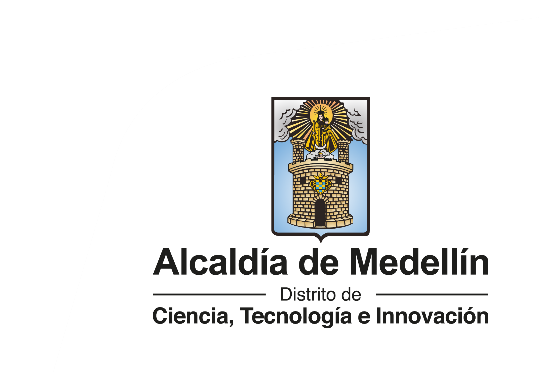 Alcaldía de Medellín
Distrito de
Ciencia, Tecnología e Innovación